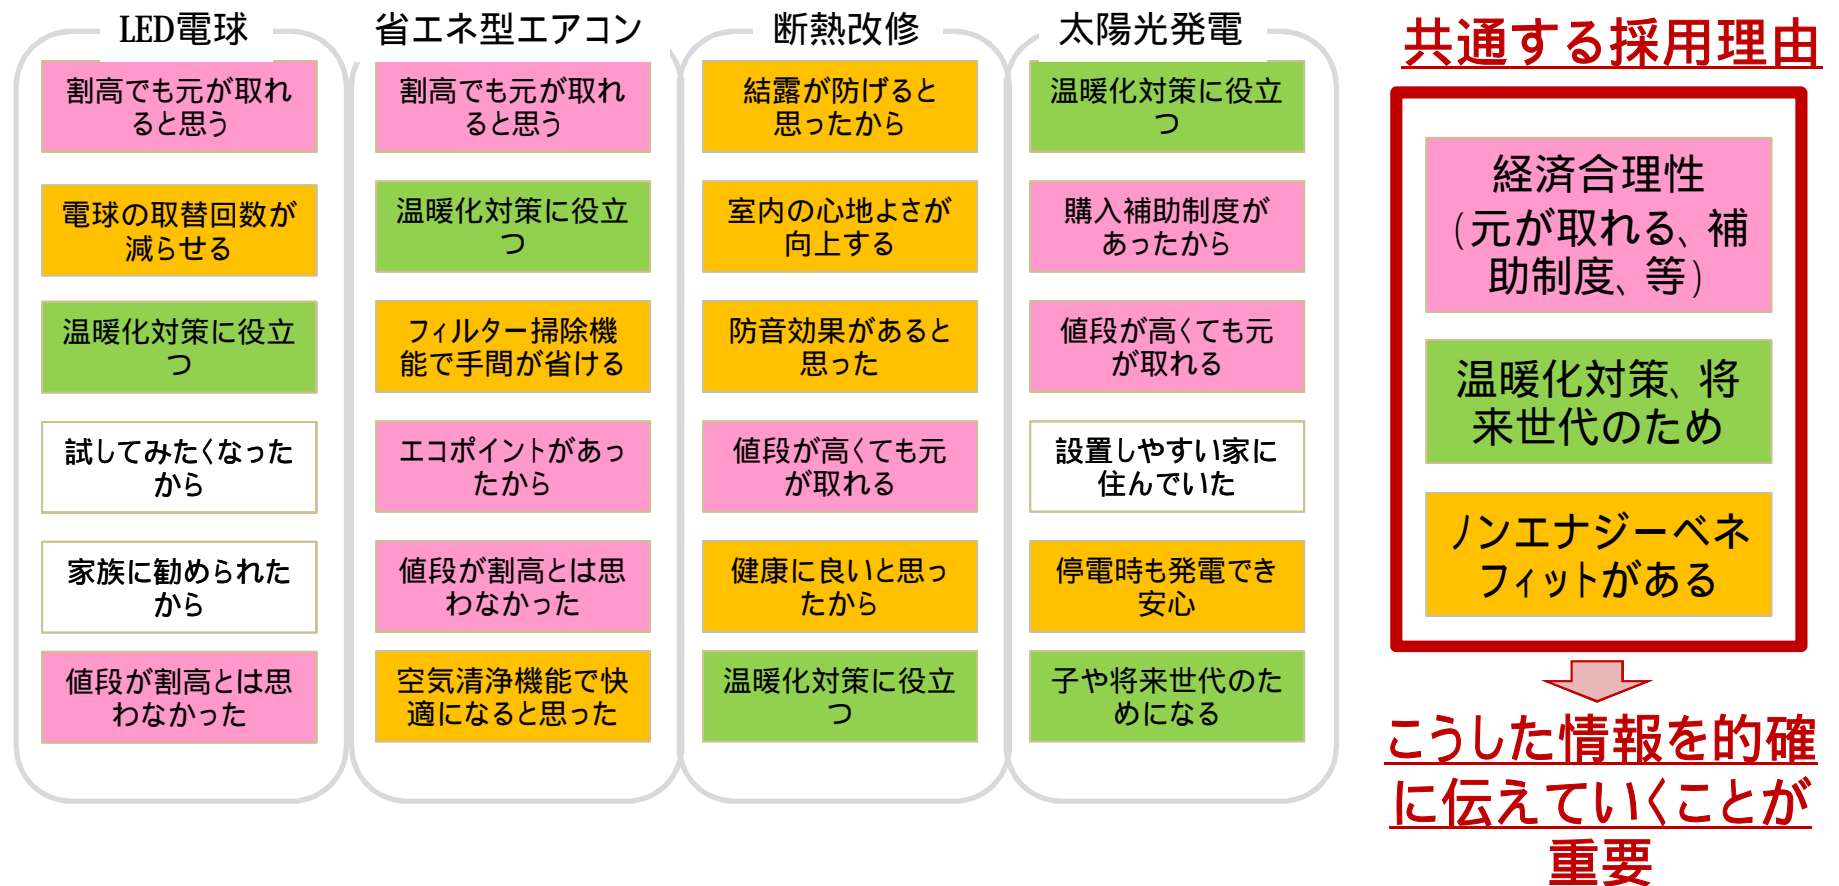 LED電球
割高でも元が取れ
ると思う
電球の取替回数が
減らせる
温暖化対策に役立
つ
試してみたくなった
から
家族に勧められた
から
値段が割高とは思
わなかった
省エネ型エアコン
割高でも元が取れ
ると思う
温暖化対策に役立
つ
フィルター掃除機
能で手間が省ける
エコポイントがあっ
たから
値段が割高とは思
わなかった
空気清浄機能で快
適になると思った
断熱改修
結露が防げると
思ったから
室内の心地よさが
向上する
防音効果があると
思った
値段が高くても元
が取れる
健康に良いと思っ
たから
温暖化対策に役立
つ
太陽光発電
温暖化対策に役立
つ
購入補助制度が
あったから
値段が高くても元
が取れる
設置しやすい家に
住んでいた
停電時も発電でき
安心
子や将来世代のた
めになる
共通する採用理由
経済合理性
(元が取れる、補
助制度、等)
温暖化対策、将
来世代のため
ノンエナジーベネ
フィットがある
こうした情報を的確
に伝えていくことが
重要